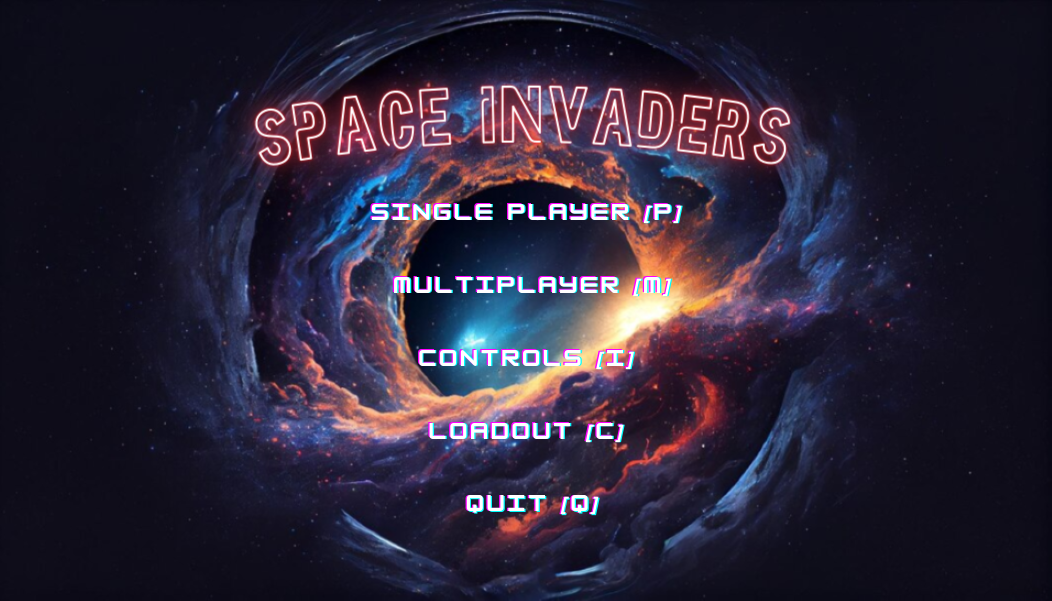 SPACE INVADERS
SINGLE PLAYER [P]
MULTIPLAYER [M]
CONTROLS [I]
LOADOUT [C]
QUIT [Q]